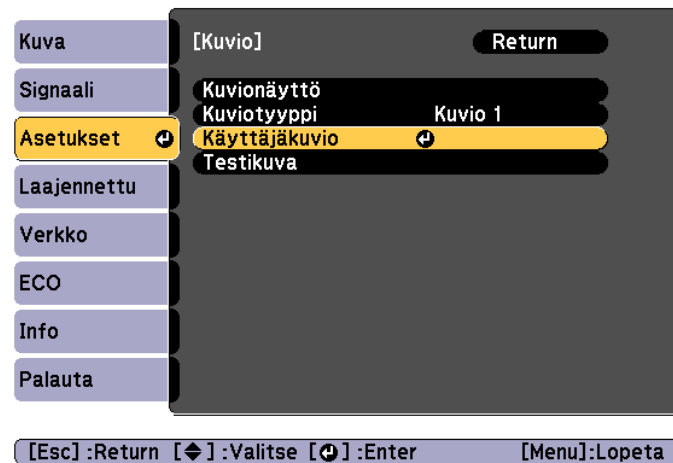 Kuva
Signaali
Asetukset
Laajennettu
Verkko
ECO
Info
Palauta
[Kuvio] Return
Kuvionäyttö
Kuviotyyppi Kuvio 1
Käyttäjäkuvio
Testikuva
[Esc] :Return [◆] :Valitse [⏎] :Enter [Menu]:Lopeta